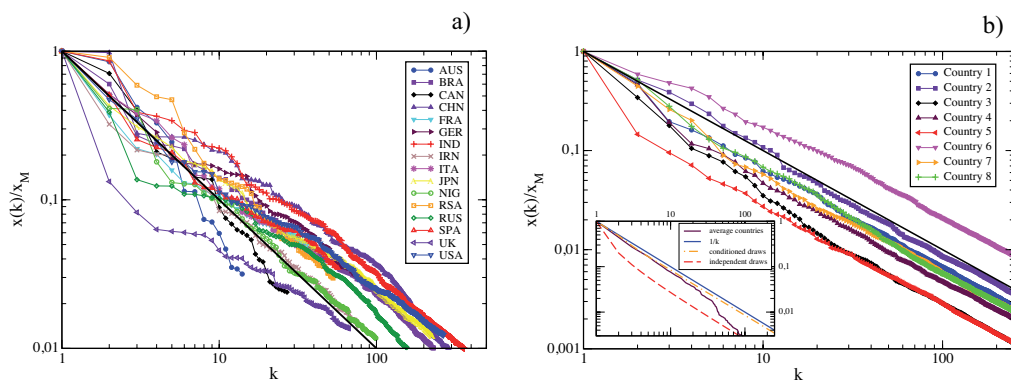 a)
x(k)/x_M
1
0,1
0,01
1
10
100
k
AUS
BRA
CAN
CHN
FRA
GER
IND
IRN
ITA
JPN
NIG
RSA
RUS
SPA
UK
USA
b)
x(k)/x_M
1
0.1
0.01
0.001
1
10
100
k
Country 1
Country 2
Country 3
Country 4
Country 5
Country 6
Country 7
Country 8
1
10
100
1
0,1
0,01
average countries
1/k
conditioned draws
independent draws